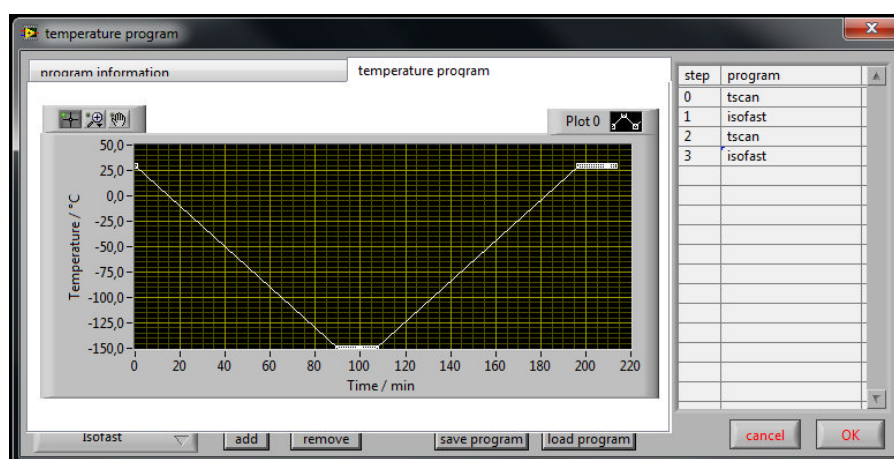 temperature program
program information
temperature program
Plot 0
50,0
25,0
0,0
-25,0
-50,0
-75,0
-100,0
-125,0
-150,0
Temperature / °C
0 20 40 60 80 100 120 140 160 180 200 220
Time / min
step program
0 tscan
1 isofast
2 tscan
3 isofast
Isofast
add
remove
save program
load program
cancel
OK